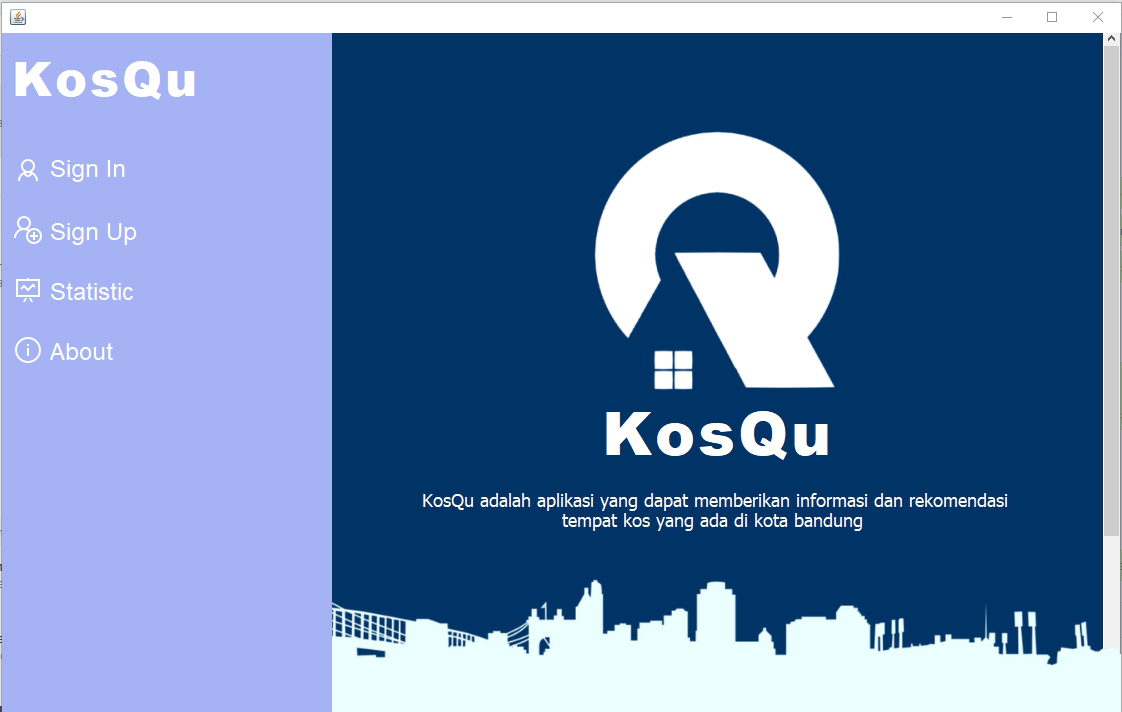 KosQu
Sign In
Sign Up
Statistic
About
KosQu
KosQu adalah aplikasi yang dapat memberikan informasi dan rekomendasi
tempat kos yang ada di kota bandung